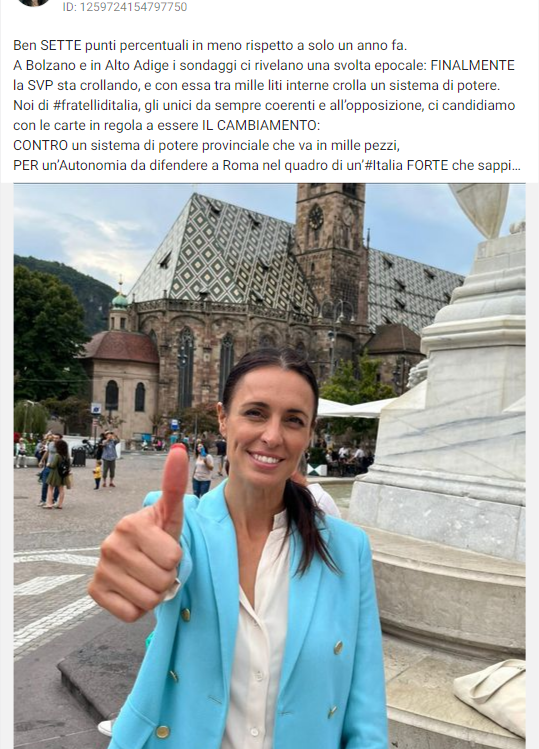 ID: 1259724154797750
Ben SETTE punti percentuali in meno rispetto a solo un anno fa.
A Bolzano e in Alto Adige i sondaggi ci rivelano una svolta epocale: FINALMENTE
la SVP sta crollando, e con essa tra mille liti interne crolla un sistema di potere.
Noi di #fratelliditalia, gli unici da sempre coerenti e all’opposizione, ci candidiamo
con le carte in regola a essere IL CAMBIAMENTO:
CONTRO un sistema di potere provinciale che va in mille pezzi,
PER un’Autonomia da difendere a Roma nel quadro di un’#Italia FORTE che sappi...